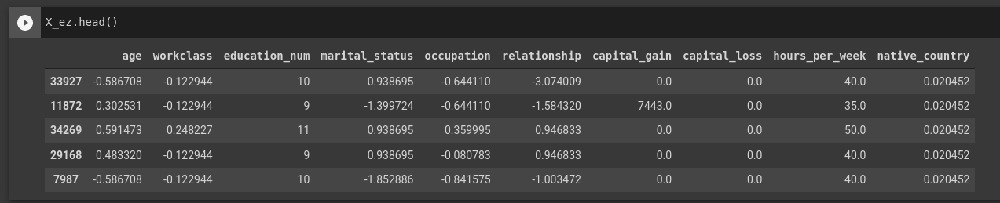 X_ez.head()
age workclass education_num marital_status occupation relationship capital_gain capital_loss hours_per_week native_country
33927 -0.586708 -0.122944 10 0.938695 -0.644110 -3.074009 0.0 0.0 40.0 0.020452
11872 0.302531 -0.122944 9 -1.399724 -0.644110 -1.584320 7443.0 0.0 35.0 0.020452
34269 0.591473 0.248227 11 0.938695 0.359995 0.946833 0.0 0.0 50.0 0.020452
29168 0.483320 -0.122944 9 0.938695 -0.080783 0.946833 0.0 0.0 40.0 0.020452
7987 -0.586708 -0.122944 10 -1.852886 -0.841575 -1.003472 0.0 0.0 40.0 0.020452